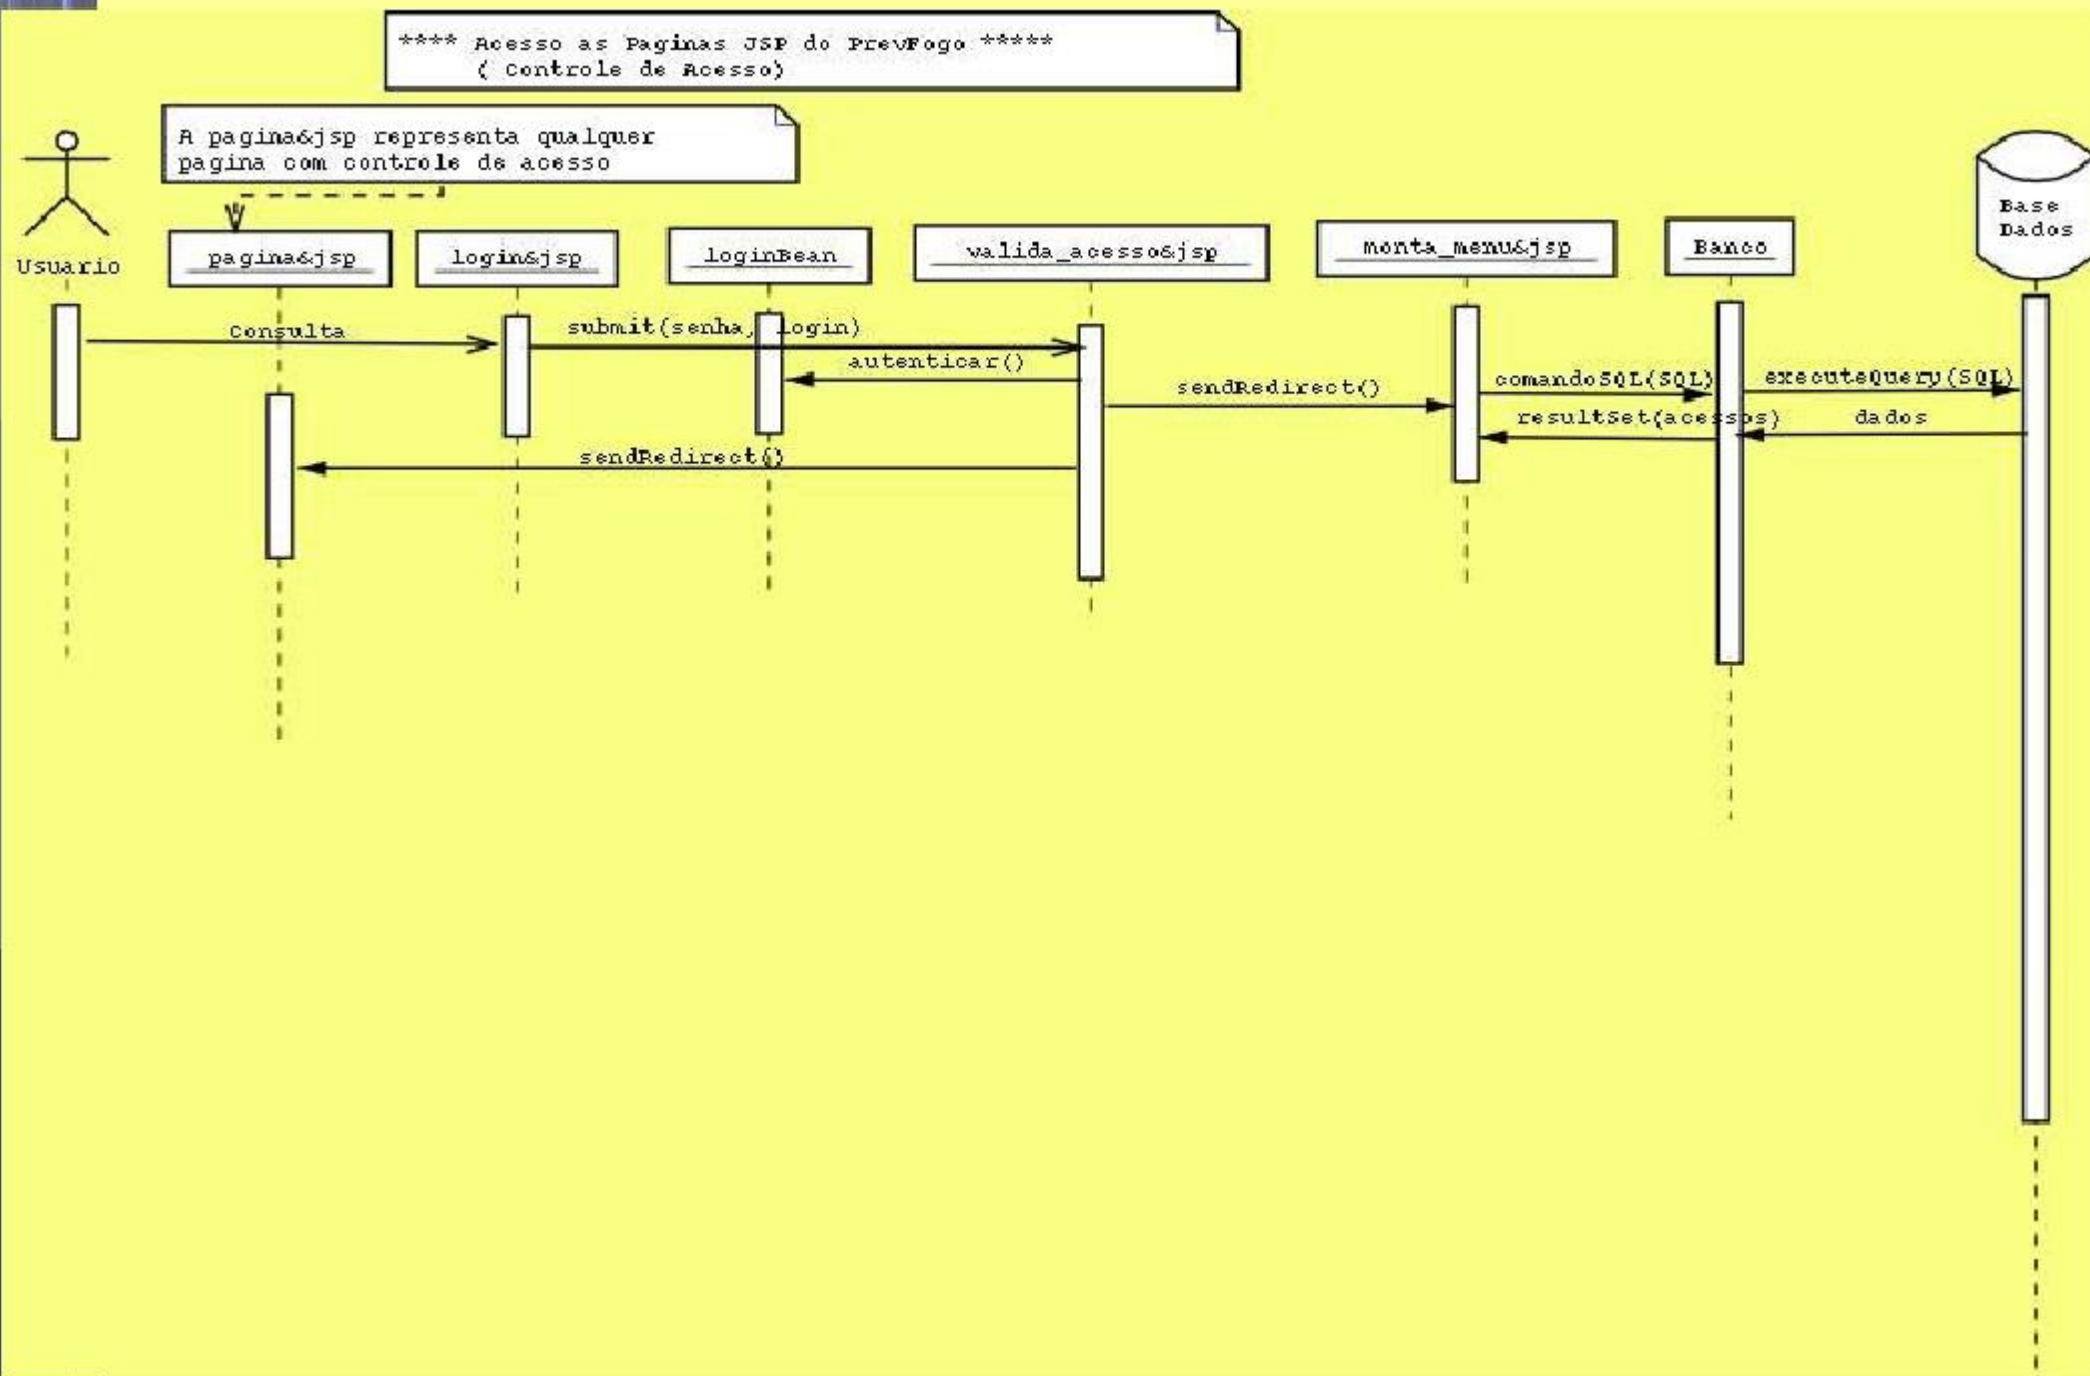 **** Acesso as Paginas JSP do PrevFogo *****
( Controle de Acesso)
A pagina&jsp representa qualquer
pagina com controle de acesso
Usuario
pagina&jsp
login&jsp
loginBean
valida_acesso&jsp
monta_menu&jsp
Banco
Base
Dados
Consulta
submit(senha, login)
autenticar()
sendRedirect()
comandoSQL(SQL)
executeQuery(SQL)
resultSet(acessos)
dados
sendRedirect()